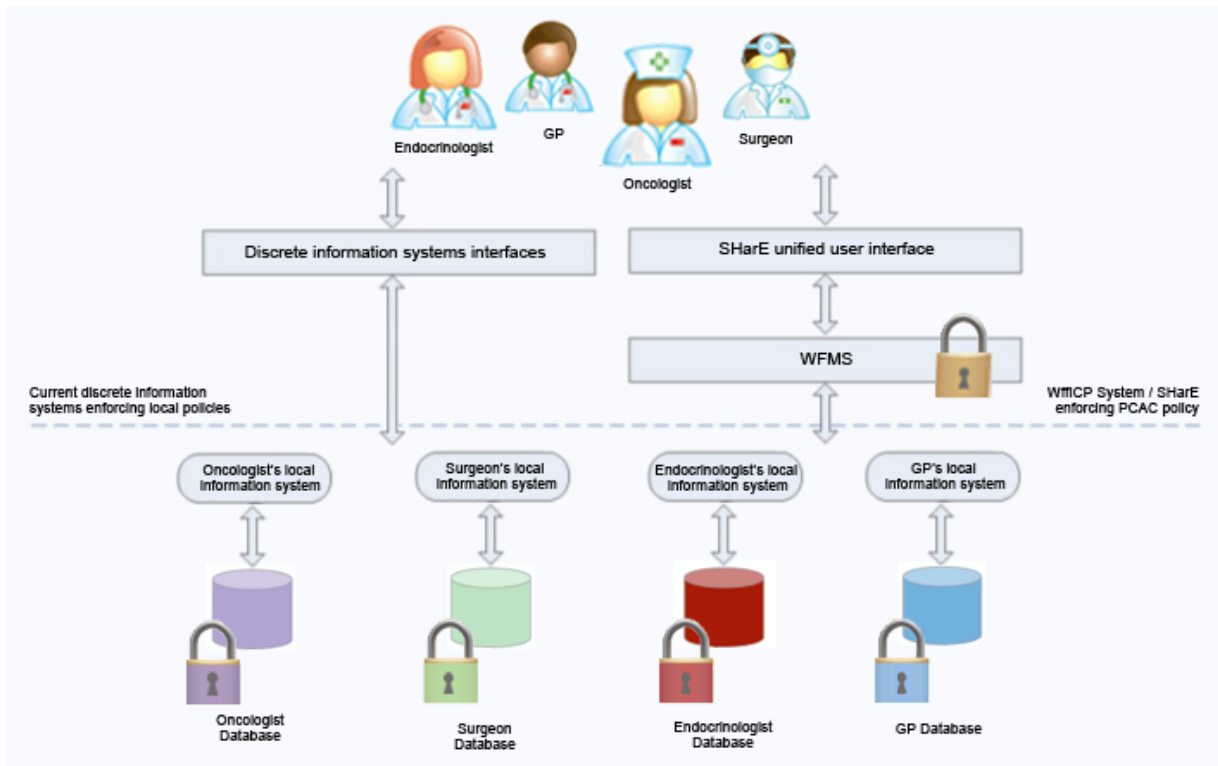 Endocrinologist
GP
Oncologist
Surgeon
Discrete information systems interfaces
SHarE unified user interface
WFMS
Current discrete information
systems enforcing local policies
WfflCP System / SHarE
enforcing PCAC policy
Oncologist's local
information system
Surgeon's local
information system
Endocrinologist's local
information system
GP's local
information system
Oncologist
Database
Surgeon
Database
Endocrinologist
Database
GP Database